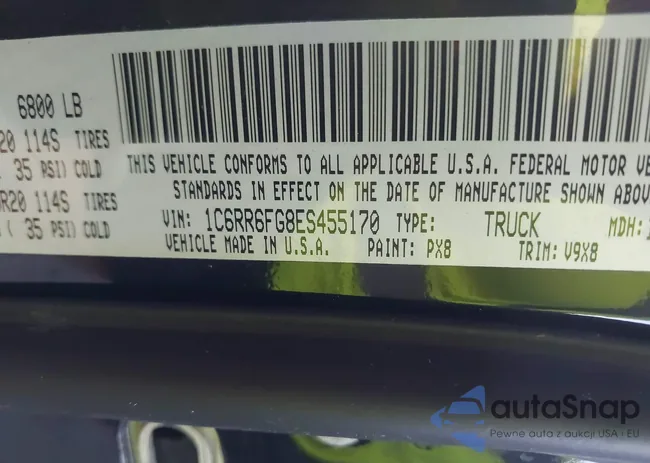 6800 LB
R20 114S TIRES
35 PSI) COLD
R20 114S TIRES
( 35 PSI) COLD
THIS VEHICLE CONFORMS TO ALL APPLICABLE U.S.A. FEDERAL MOTOR VE
STANDARDS IN EFFECT ON THE DATE OF MANUFACTURE SHOWN ABOV
VIN: 1C6RR6FG8ES455170 TYPE: TRUCK MDH:
VEHICLE MADE IN U.S.A. PAINT: PX8 TRIM: V9X8
autaSnap
Pewne auta z aukcji USA i EU